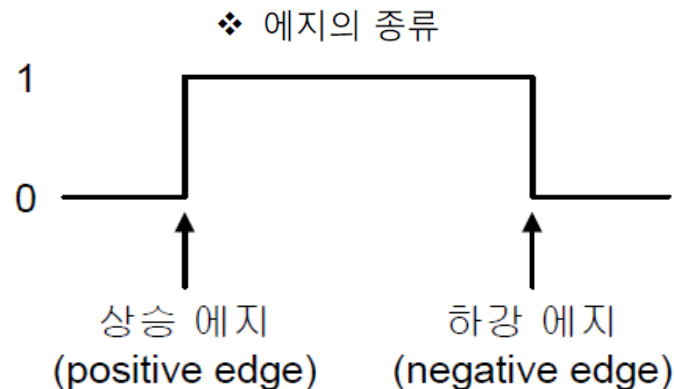 ❖ 에지의 종류
1
0
상승 에지
(positive edge)
하강 에지
(negative edge)